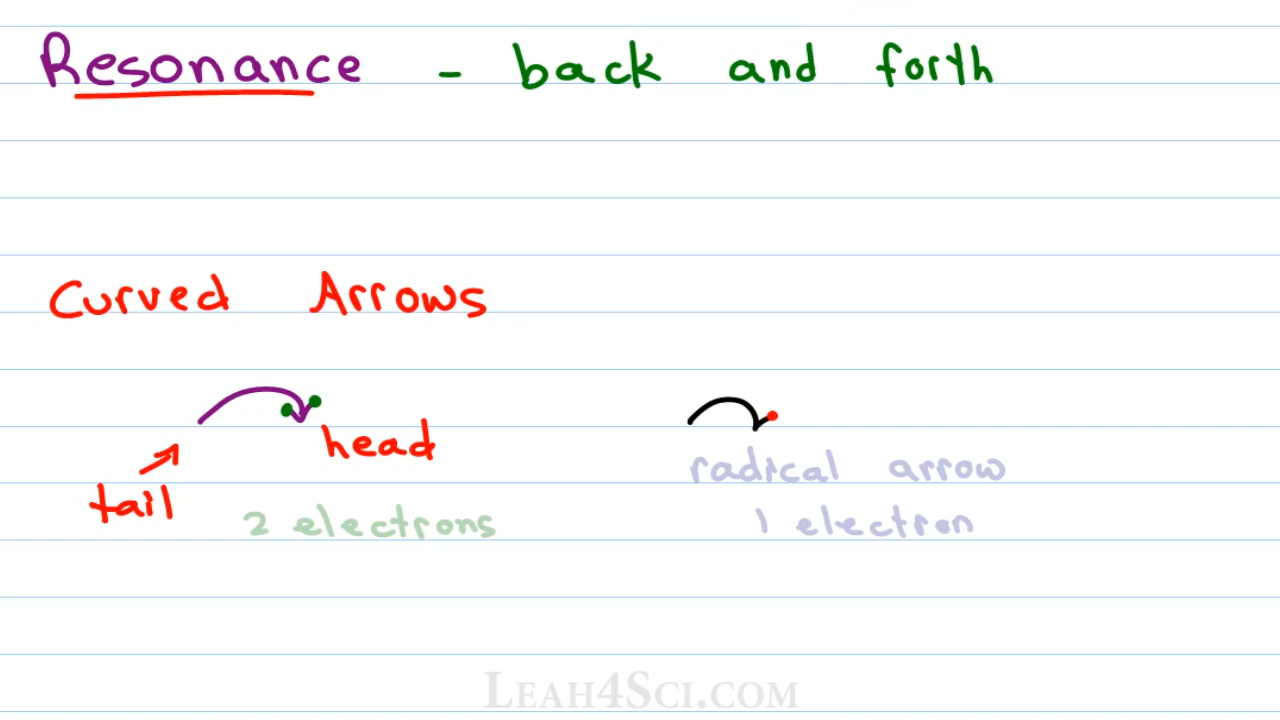 Resonance - back and forth
Curved Arrows
head
tail
2 electrons
radical arrow
1 electron
LEAH4SCI.COM